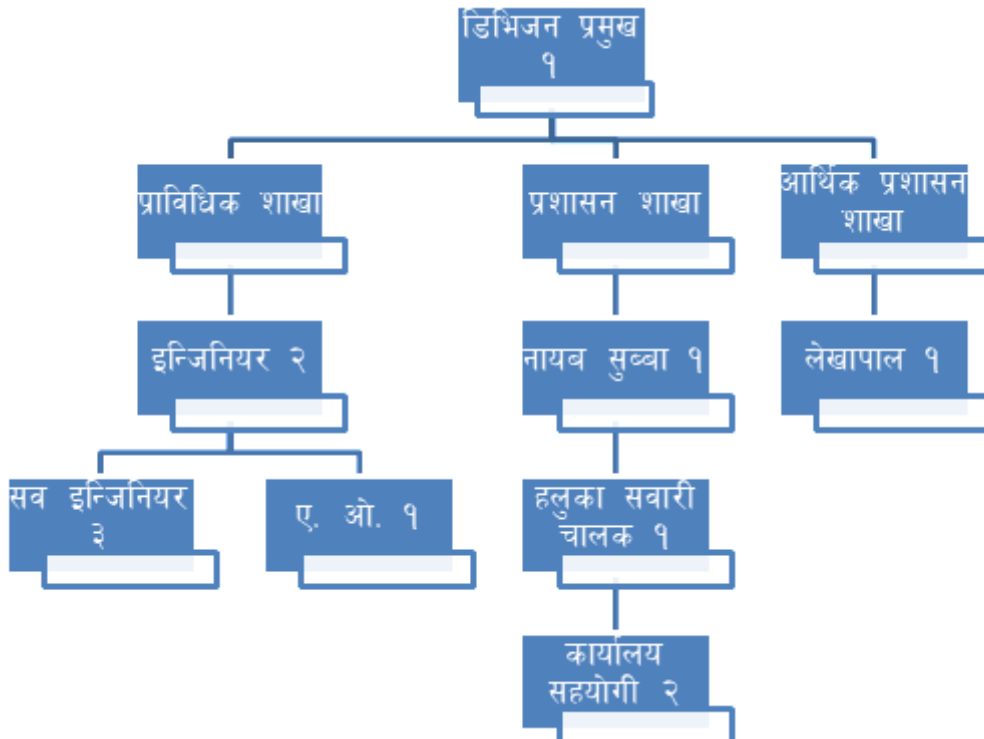 डिभिजन प्रमुख
१
प्राविधिक शाखा
प्रशासन शाखा
आर्थिक प्रशासन
शाखा
इन्जिनियर २
नायब सुब्बा १
लेखापाल १
सव इन्जिनियर
३
ए. ओ. १
हलुका सवारी
चालक १
कार्यालय
सहयोगी २